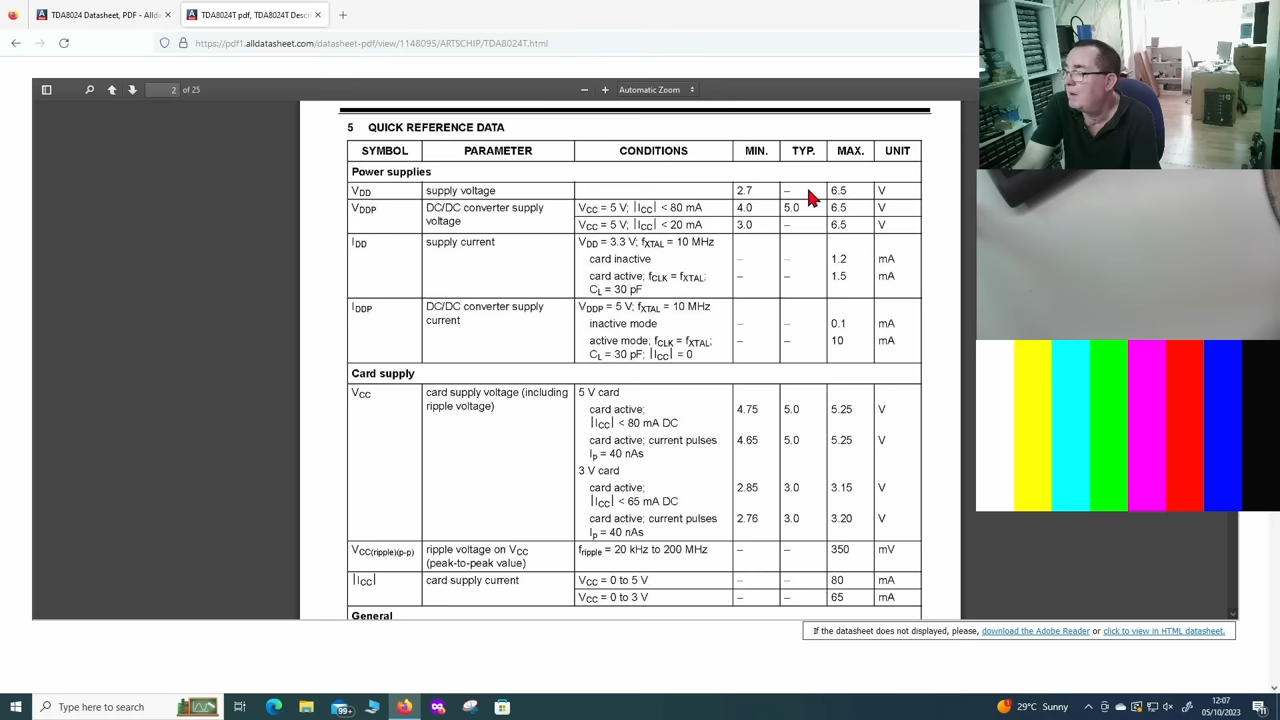 TDA8024 Datasheet, PDF - Allda
TDA8024T pdf, TDA8024T Descri
https://pdf1.alldatasheet.com/datasheet-pdf/view/1148095/ARTSCHIP/TDA8024T.html
2 of 25
Automatic Zoom
5 QUICK REFERENCE DATA
SYMBOL PARAMETER CONDITIONS MIN. TYP. MAX. UNIT
Power supplies
VDD supply voltage 2.7 – 6.5 V
VDDP DC/DC converter supply VCC = 5 V; |ICC| < 80 mA 4.0 5.0 6.5 V
voltage VCC = 5 V; |ICC| < 20 mA 3.0 – 6.5 V
IDD supply current VDD = 3.3 V; fXTAL = 10 MHz
card inactive – – 1.2 mA
card active; fCLK = fXTAL; – – 1.5 mA
CL = 30 pF
IDDP DC/DC converter supply VDDP = 5 V; fXTAL = 10 MHz
current inactive mode – – 0.1 mA
active mode; fCLK = fXTAL; – – 10 mA
CL = 30 pF; |ICC| = 0
Card supply
VCC card supply voltage (including 5 V card
ripple voltage) card active; 4.75 5.0 5.25 V
|ICC| < 80 mA DC
card active; current pulses 4.65 5.0 5.25 V
Ip = 40 nAs
3 V card
card active; 2.85 3.0 3.15 V
|ICC| < 65 mA DC
card active; current pulses 2.76 3.0 3.20 V
Ip = 40 nAs
VCC(ripple)(p-p) ripple voltage on VCC fripple = 20 kHz to 200 MHz – – 350 mV
(peak-to-peak value)
|ICC| card supply current VCC = 0 to 5 V – – 80 mA
VCC = 0 to 3 V – – 65 mA
General
If the datasheet does not display, please, download the Adobe Reader or click to view in HTML datasheet.
Type here to search
99+
29°C Sunny
12:07
05/10/2023
11